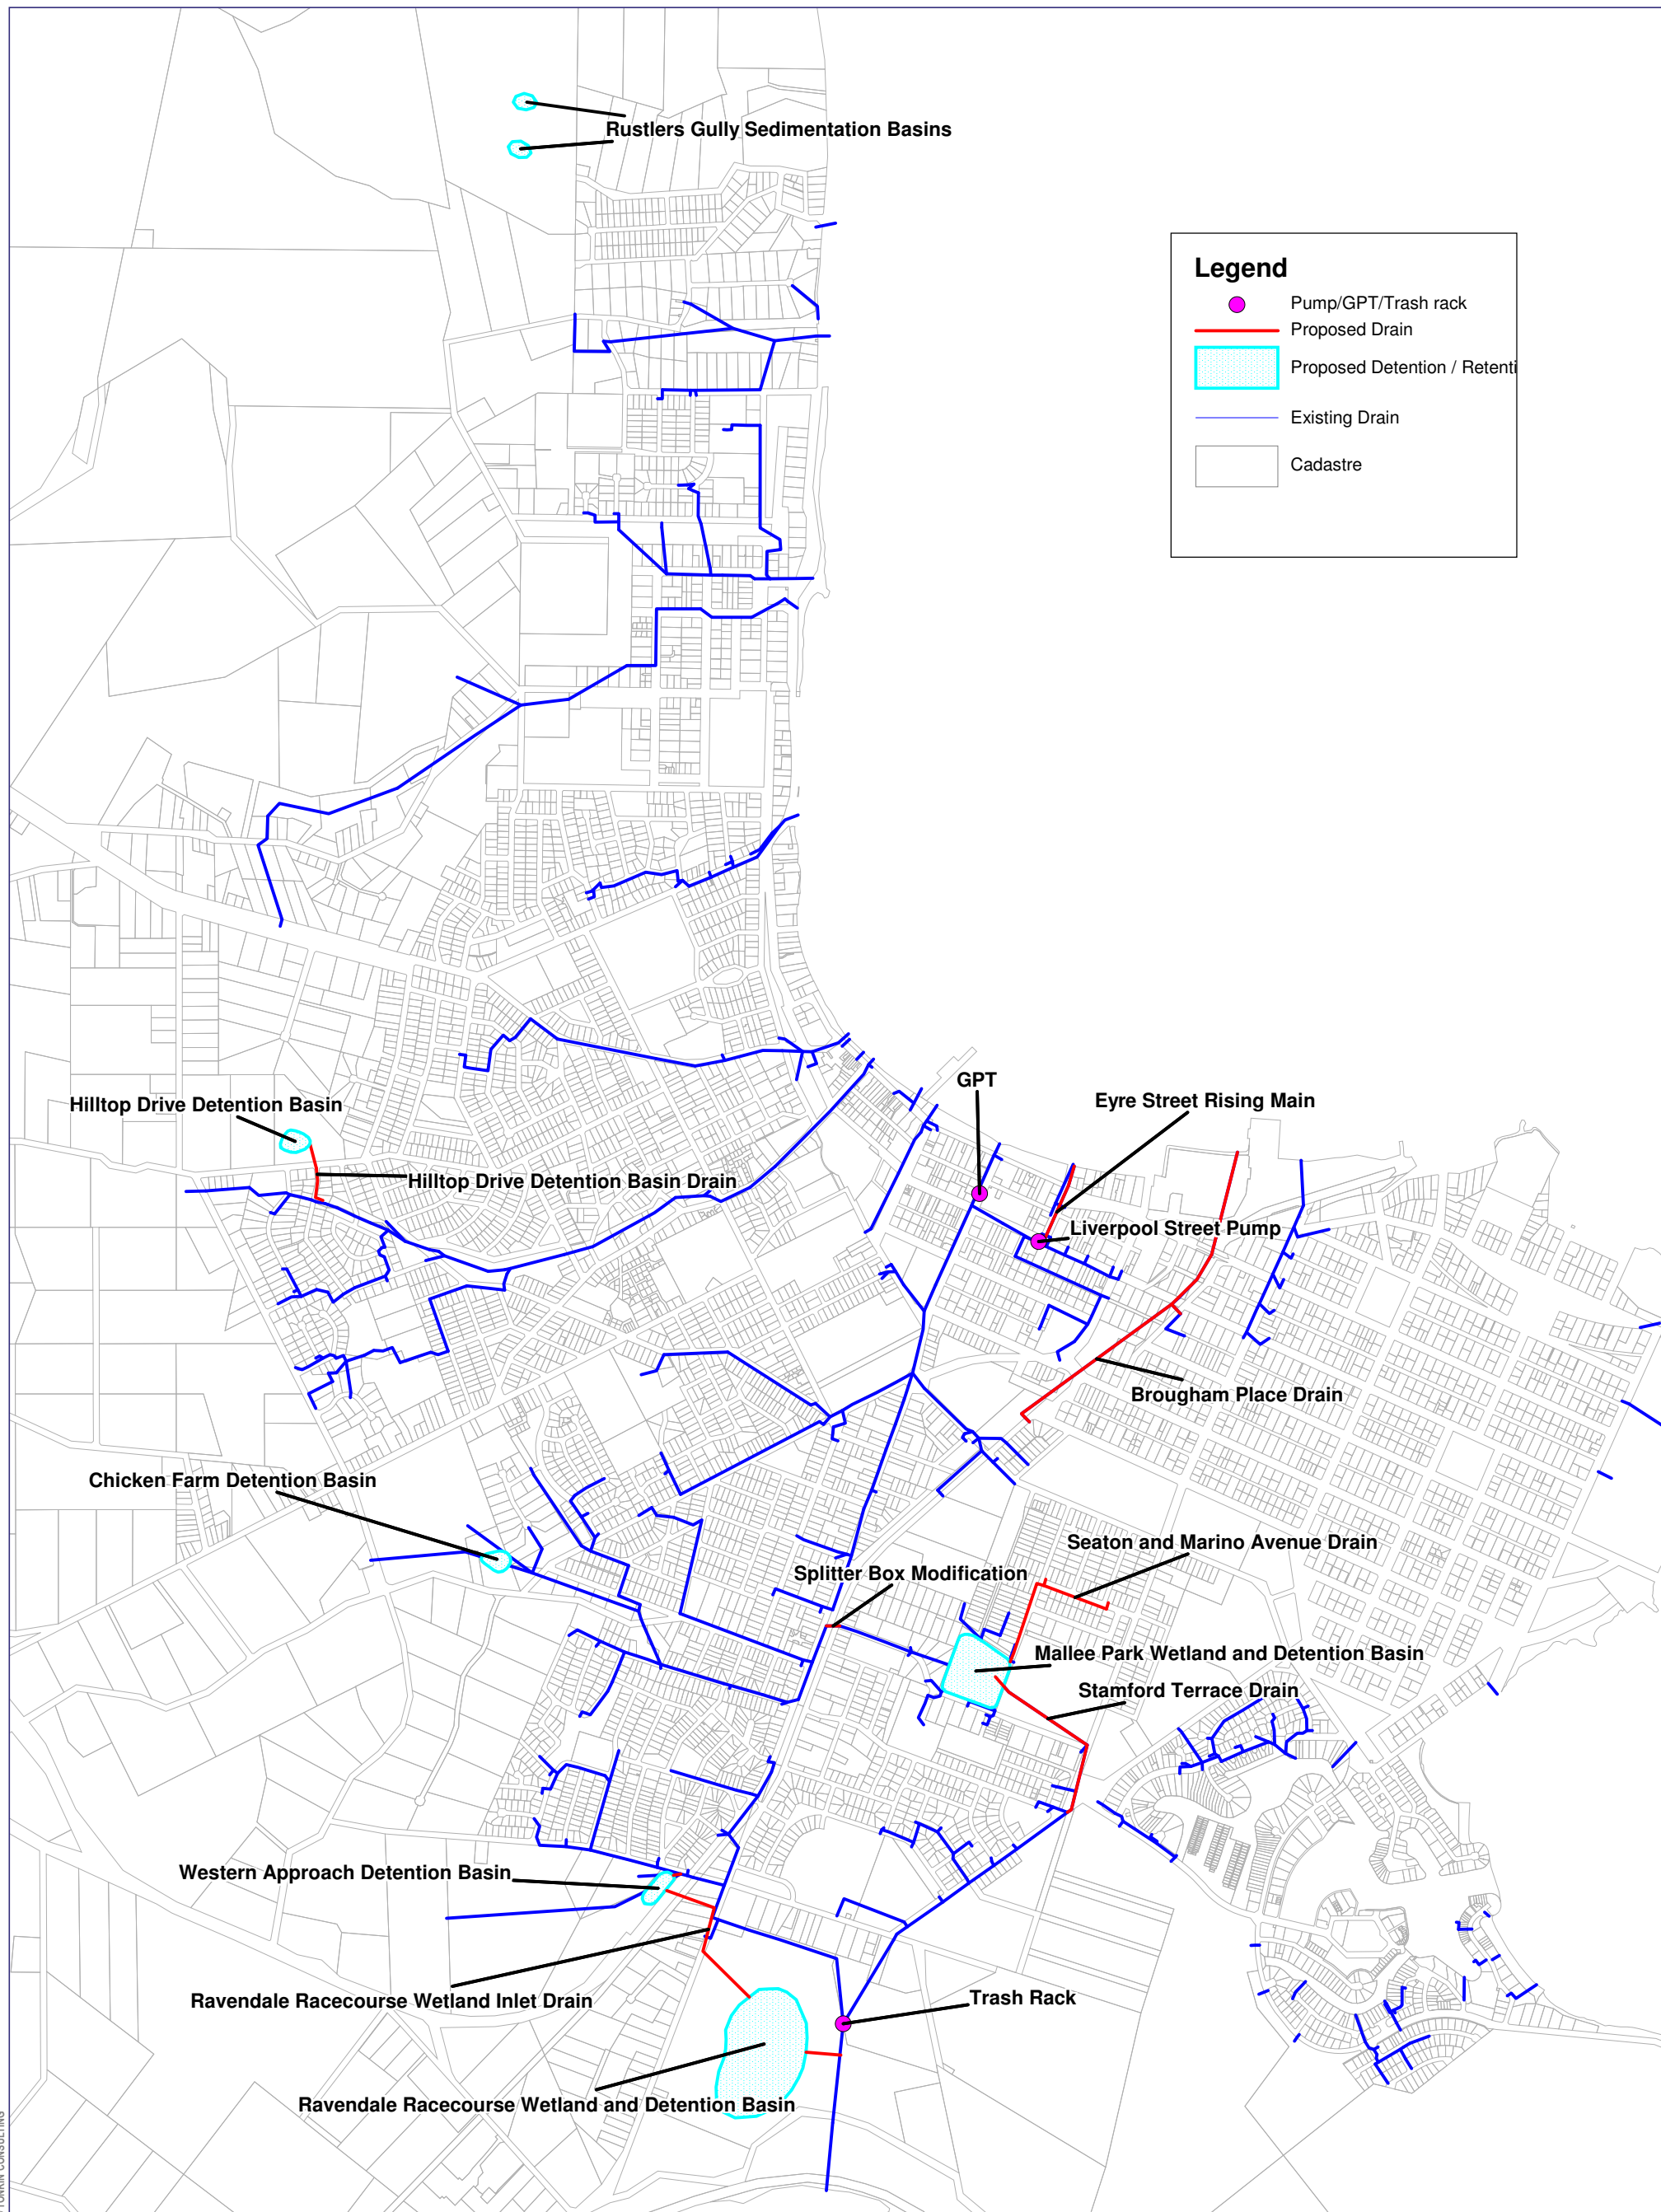 Rustlers Gully Sedimentation Basins
Legend
Pump/GPT/Trash rack
Proposed Drain
Proposed Detention / Retenti
Existing Drain
Cadastre
GPT
Eyre Street Rising Main
Hilltop Drive Detention Basin
Hilltop Drive Detention Basin Drain
Liverpool Street Pump
Brougham Place Drain
Chicken Farm Detention Basin
Seaton and Marino Avenue Drain
Splitter Box Modification
Mallee Park Wetland and Detention Basin
Stamford Terrace Drain
Western Approach Detention Basin
Ravendale Racecourse Wetland Inlet Drain
Trash Rack
Ravendale Racecourse Wetland and Detention Basin
TONKIN CONSULTING